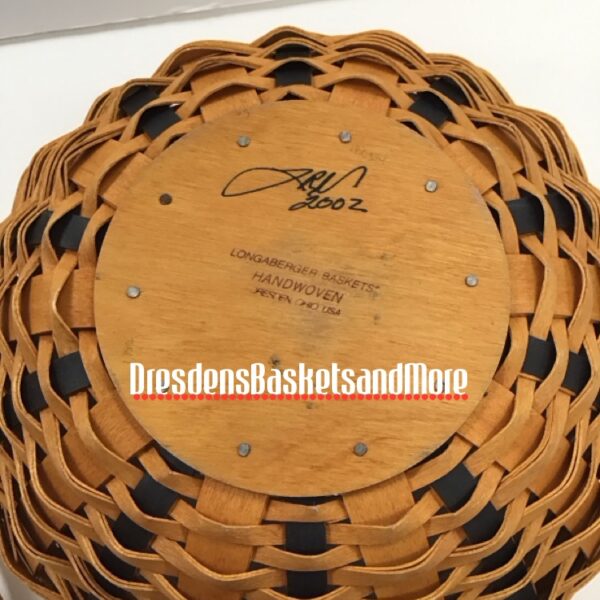 2002
LONGABERGER BASKETS®
HANDWOVEN
OHIO USA
DresdensBasketsandMore